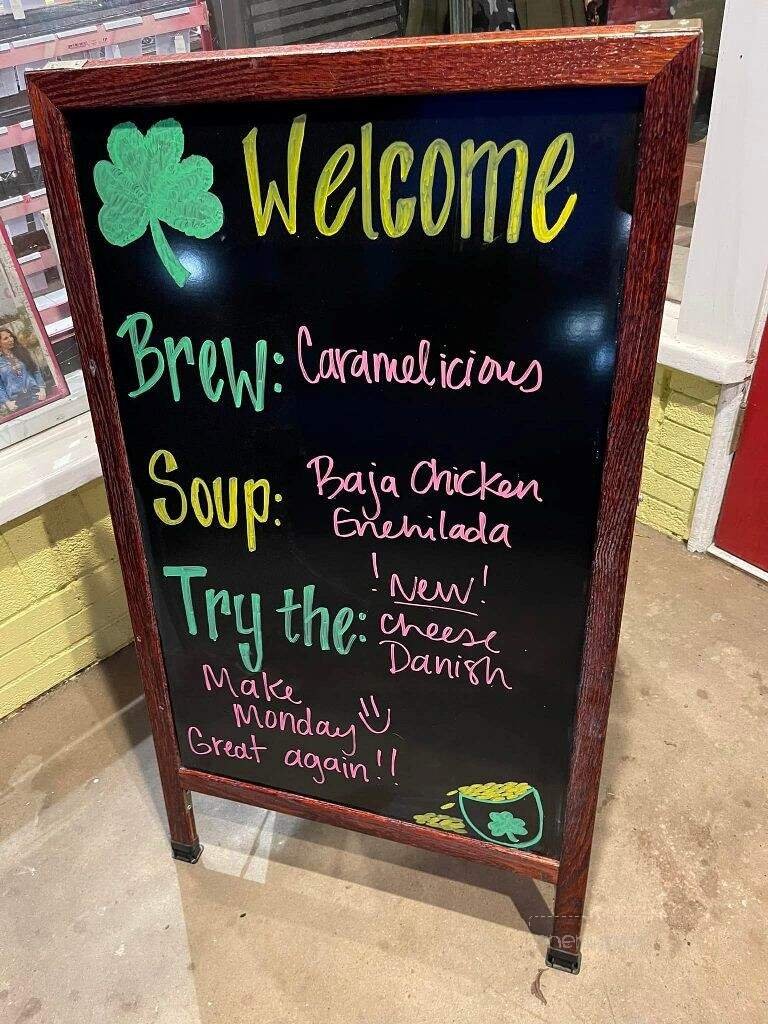 Welcome
Brew: Caramelicious
Soup: Baja Chicken
Enchilada
Try the: ! New!
cheese
Danish
Make
Monday
Great again!!